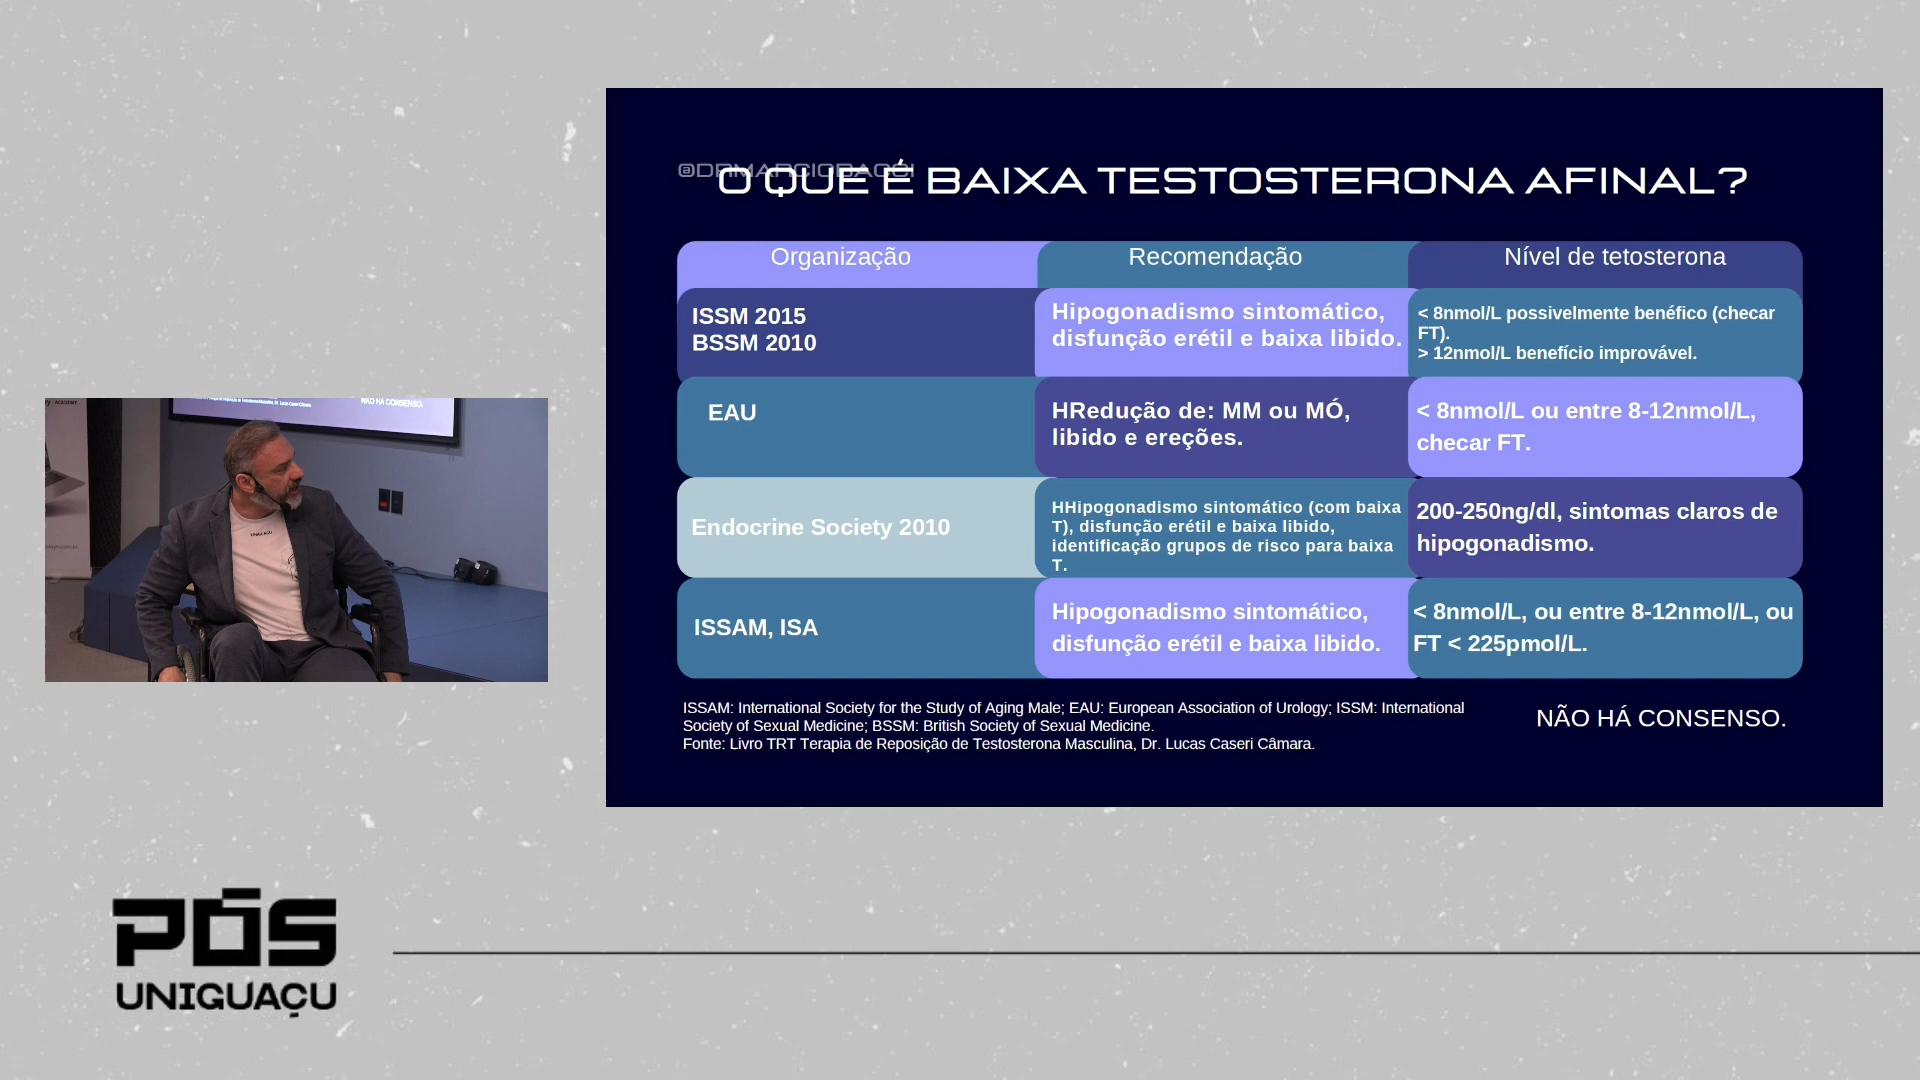 @DRMARCIOBACCI
O QUE É BAIXA TESTOSTERONA AFINAL?
Organização
Recomendação
Nível de tetosterona
ISSM 2015
BSSM 2010
Hipogonadismo sintomático,
disfunção erétil e baixa libido.
< 8nmol/L possivelmente benéfico (checar
FT).
> 12nmol/L benefício improvável.
EAU
HRedução de: MM ou MÓ,
libido e ereções.
< 8nmol/L ou entre 8-12nmol/L,
checar FT.
Endocrine Society 2010
HHipogonadismo sintomático (com baixa
T), disfunção erétil e baixa libido,
identificação grupos de risco para baixa
T.
200-250ng/dl, sintomas claros de
hipogonadismo.
ISSAM, ISA
Hipogonadismo sintomático,
disfunção erétil e baixa libido.
< 8nmol/L, ou entre 8-12nmol/L, ou
FT < 225pmol/L.
ISSAM: International Society for the Study of Aging Male; EAU: European Association of Urology; ISSM: International
Society of Sexual Medicine; BSSM: British Society of Sexual Medicine.
Fonte: Livro TRT Terapia de Reposição de Testosterona Masculina, Dr. Lucas Caseri Câmara.
NÃO HÁ CONSENSO.
NÃO HÁ CONSENSO.
PÓS
UNIGUAÇU